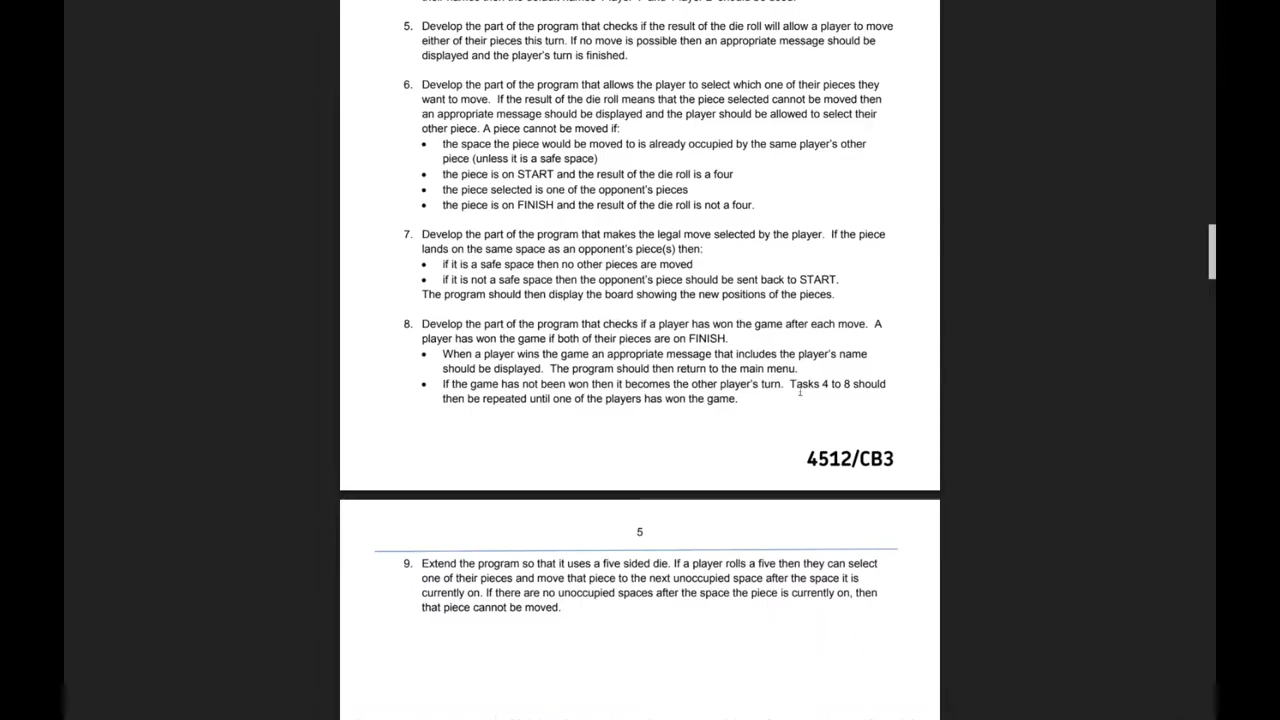 5. Develop the part of the program that checks if the result of the die roll will allow a player to move
either of their pieces this turn. If no move is possible then an appropriate message should be
displayed and the player's turn is finished.
6. Develop the part of the program that allows the player to select which one of their pieces they
want to move. If the result of the die roll means that the piece selected cannot be moved then
an appropriate message should be displayed and the player should be allowed to select their
other piece. A piece cannot be moved if:
• the space the piece would be moved to is already occupied by the same player's other
piece (unless it is a safe space)
• the piece is on START and the result of the die roll is a four
• the piece selected is one of the opponent's pieces
• the piece is on FINISH and the result of the die roll is not a four.
7. Develop the part of the program that makes the legal move selected by the player. If the piece
lands on the same space as an opponent's piece(s) then:
• if it is a safe space then no other pieces are moved
• if it is not a safe space then the opponent's piece should be sent back to START.
The program should then display the board showing the new positions of the pieces.
8. Develop the part of the program that checks if a player has won the game after each move. A
player has won the game if both of their pieces are on FINISH.
• When a player wins the game an appropriate message that includes the player's name
should be displayed. The program should then return to the main menu.
• If the game has not been won then it becomes the other player's turn. Tasks 4 to 8 should
then be repeated until one of the players has won the game.
4512/CB3
5
9. Extend the program so that it uses a five sided die. If a player rolls a five then they can select
one of their pieces and move that piece to the next unoccupied space after the space it is
currently on. If there are no unoccupied spaces after the space the piece is currently on, then
that piece cannot be moved.